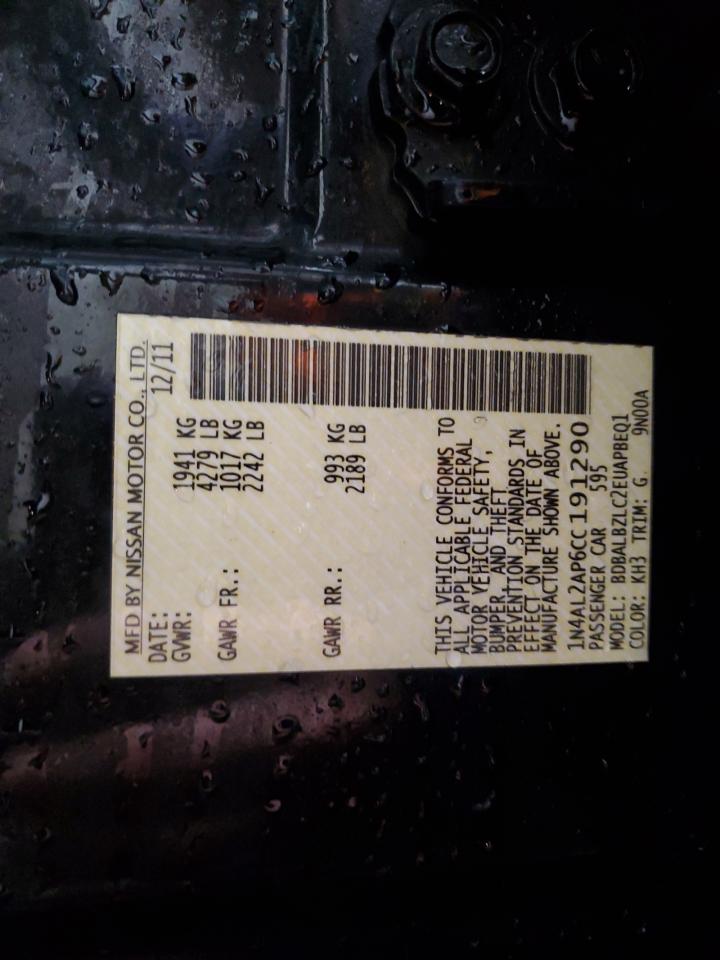 MFD BY NISSAN MOTOR CO., LTD.
DATE: 12/11
GVWR: 1941 KG
4279 LB
GAWR FR.: 1017 KG
2242 LB
GAWR RR.: 993 KG
2189 LB
THIS VEHICLE CONFORMS TO
ALL APPLICABLE FEDERAL
MOTOR VEHICLE SAFETY,
BUMPER, AND THEFT
PREVENTION STANDARDS IN
EFFECT ON THE DATE OF
MANUFACTURE SHOWN ABOVE.
1N4AL2AP6CC191290
PASSENGER CAR 595
MODEL: BDBALBZLC2EUAPBEQ1
COLOR: KH3 TRIM: G 9N00A